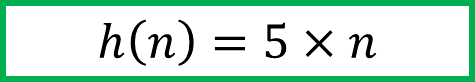 h(n) = 5 × n